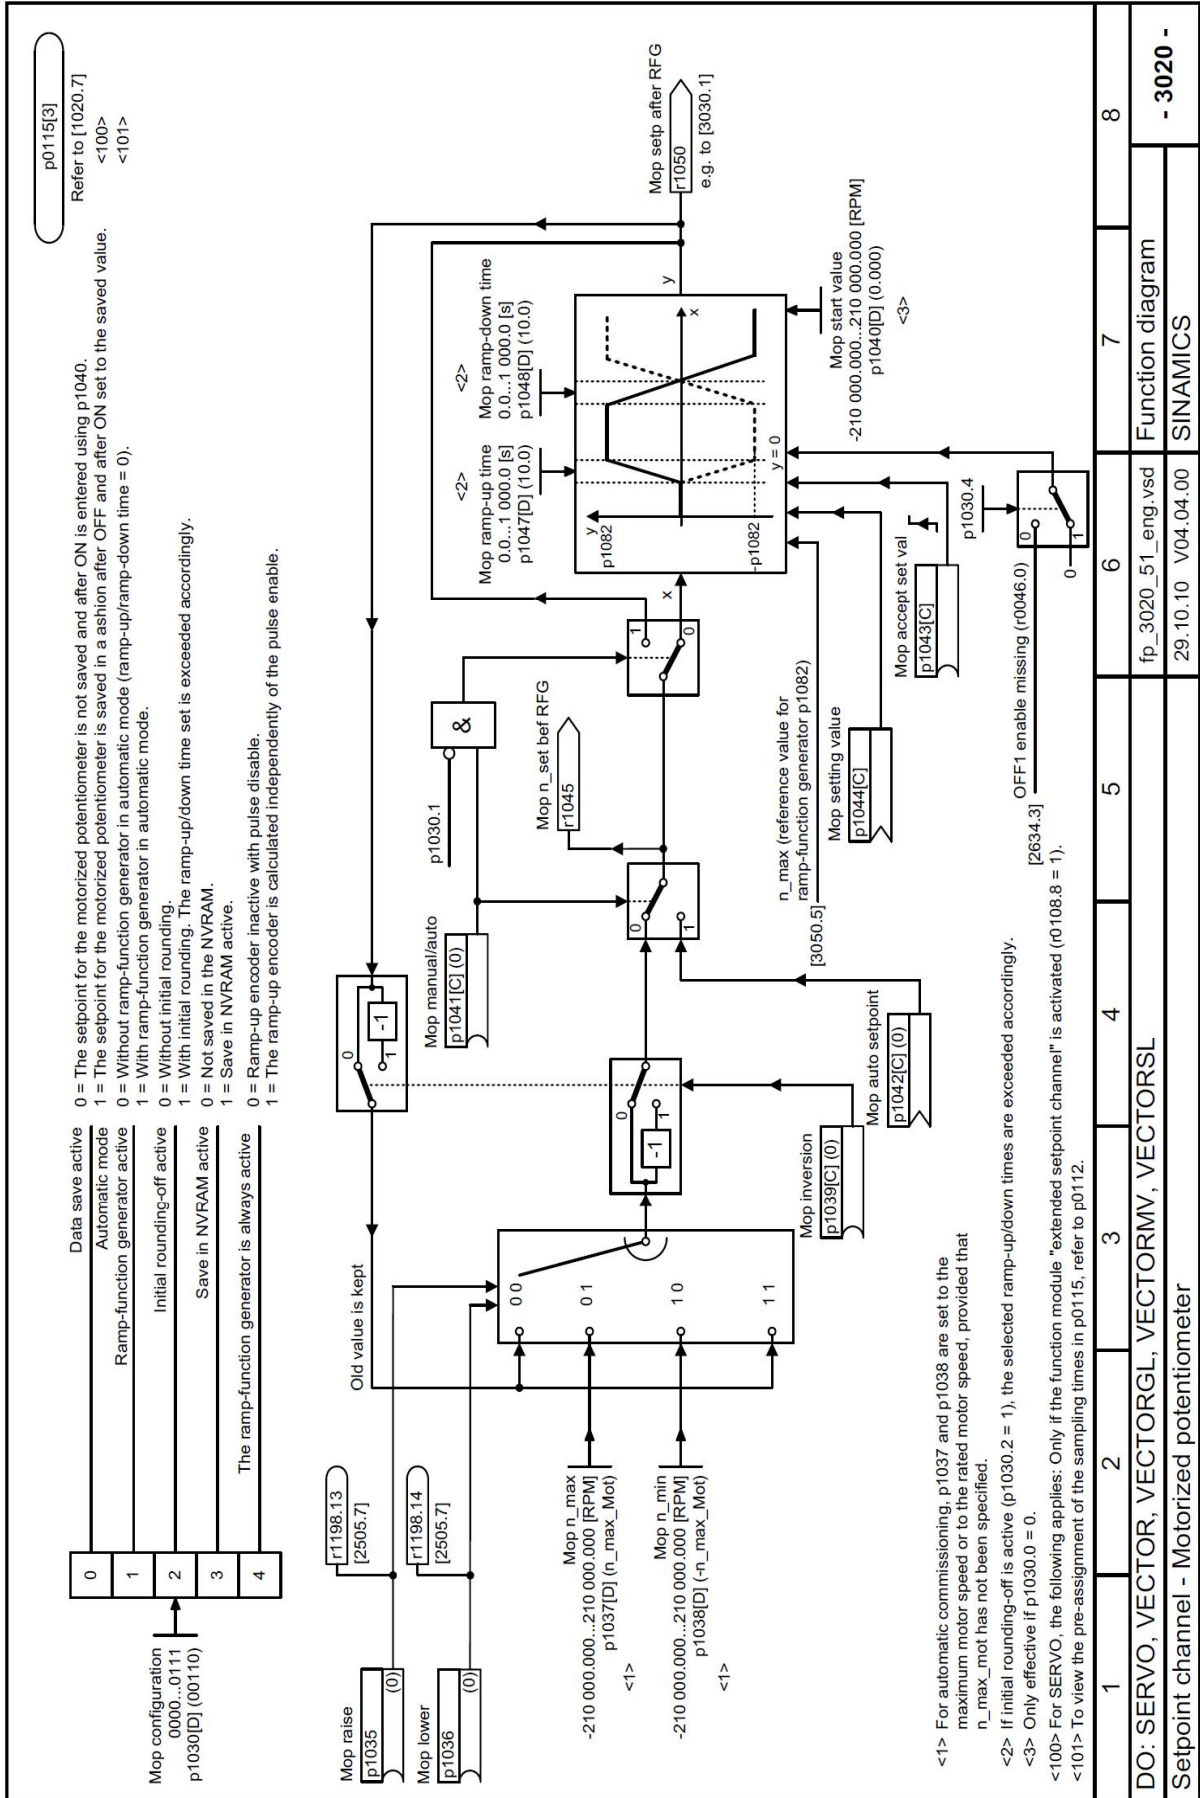 p0115[3]
Refer to [1020.7]
<100>
<101>
Mop configuration
0000...0111
p1030[D] (00110)
0
1
2
3
4
Data save active
Automatic mode
Ramp-function generator active
Initial rounding-off active
Save in NVRAM active
The ramp-function generator is always active
0 = The setpoint for the motorized potentiometer is not saved and after ON is entered using p1040.
1 = The setpoint for the motorized potentiometer is saved in a ashion after OFF and after ON set to the saved value.
0 = Without ramp-function generator in automatic mode (ramp-up/ramp-down time = 0).
1 = With ramp-function generator in automatic mode.
0 = Without initial rounding.
1 = With initial rounding. The ramp-up/down time set is exceeded accordingly.
0 = Not saved in the NVRAM.
1 = Save in NVRAM active.
0 = Ramp-up encoder inactive with pulse disable.
1 = The ramp-up encoder is calculated independently of the pulse enable.
Mop raise
p1035
(0)
r1198.13
[2505.7]
Mop lower
p1036
(0)
r1198.14
[2505.7]
Old value is kept
Mop n_max
-210 000.000...210 000.000 [RPM]
p1037[D] (n_max_Mot)
<1>
Mop n_min
-210 000.000...210 000.000 [RPM]
p1038[D] (-n_max_Mot)
<1>
0 0
0 1
1 0
1 1
0
1
-1
0
1
-1
Mop inversion
p1039[C] (0)
Mop manual/auto
p1041[C] (0)
Mop auto setpoint
p1042[C] (0)
p1030.1
&
0
1
Mop n_set bef RFG
r1045
1
0
x
<2>
Mop ramp-up time
0.0...1 000.0 [s]
p1047[D] (10.0)
<2>
Mop ramp-down time
0.0...1 000.0 [s]
p1048[D] (10.0)
y
p1082
x
-p1082
y = 0
y
Mop setp after RFG
r1050
e.g. to [3030.1]
Mop start value
-210 000.000...210 000.000 [RPM]
p1040[D] (0.000)
<3>
n_max (reference value for
ramp-function generator p1082)
[3050.5]
Mop setting value
p1044[C]
Mop accept set val
p1043[C]
p1030.4
OFF1 enable missing (r0046.0)
[2634.3]
0
1
0
<1> For automatic commissioning, p1037 and p1038 are set to the
maximum motor speed or to the rated motor speed, provided that
n_max_mot has not been specified.
<2> If initial rounding-off is active (p1030.2 = 1), the selected ramp-up/down times are exceeded accordingly.
<3> Only effective if p1030.0 = 0.
<100> For SERVO, the following applies: Only if the function module "extended setpoint channel" is activated (r0108.8 = 1).
<101> To view the pre-assignment of the sampling times in p0115, refer to p0112.
1
2
3
4
5
6
7
8
DO: SERVO, VECTOR, VECTORGL, VECTORMV, VECTORSL
fp_3020_51_eng.vsd
Function diagram
- 3020 -
Setpoint channel - Motorized potentiometer
29.10.10 V04.04.00
SINAMICS